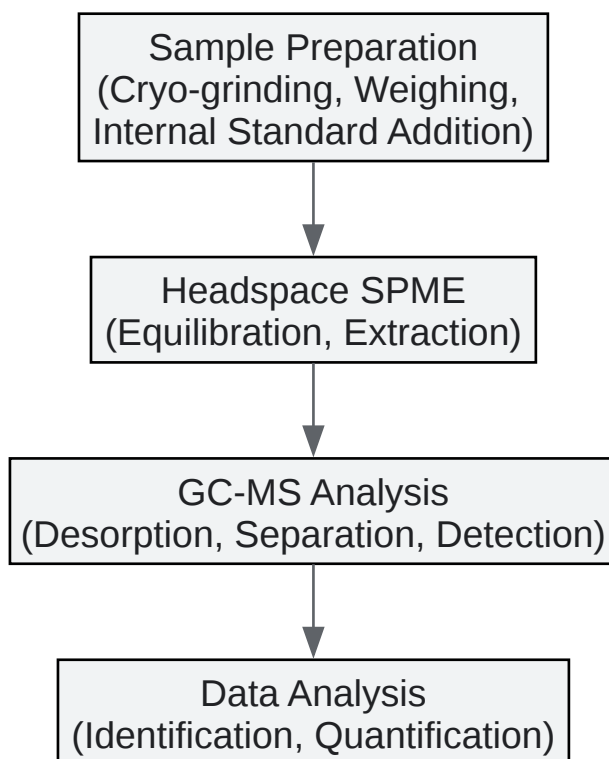 Sample Preparation
(Cryo-grinding, Weighing,
Internal Standard Addition)
Headspace SPME
(Equilibration, Extraction)
GC-MS Analysis
(Desorption, Separation, Detection)
Data Analysis
(Identification, Quantification)